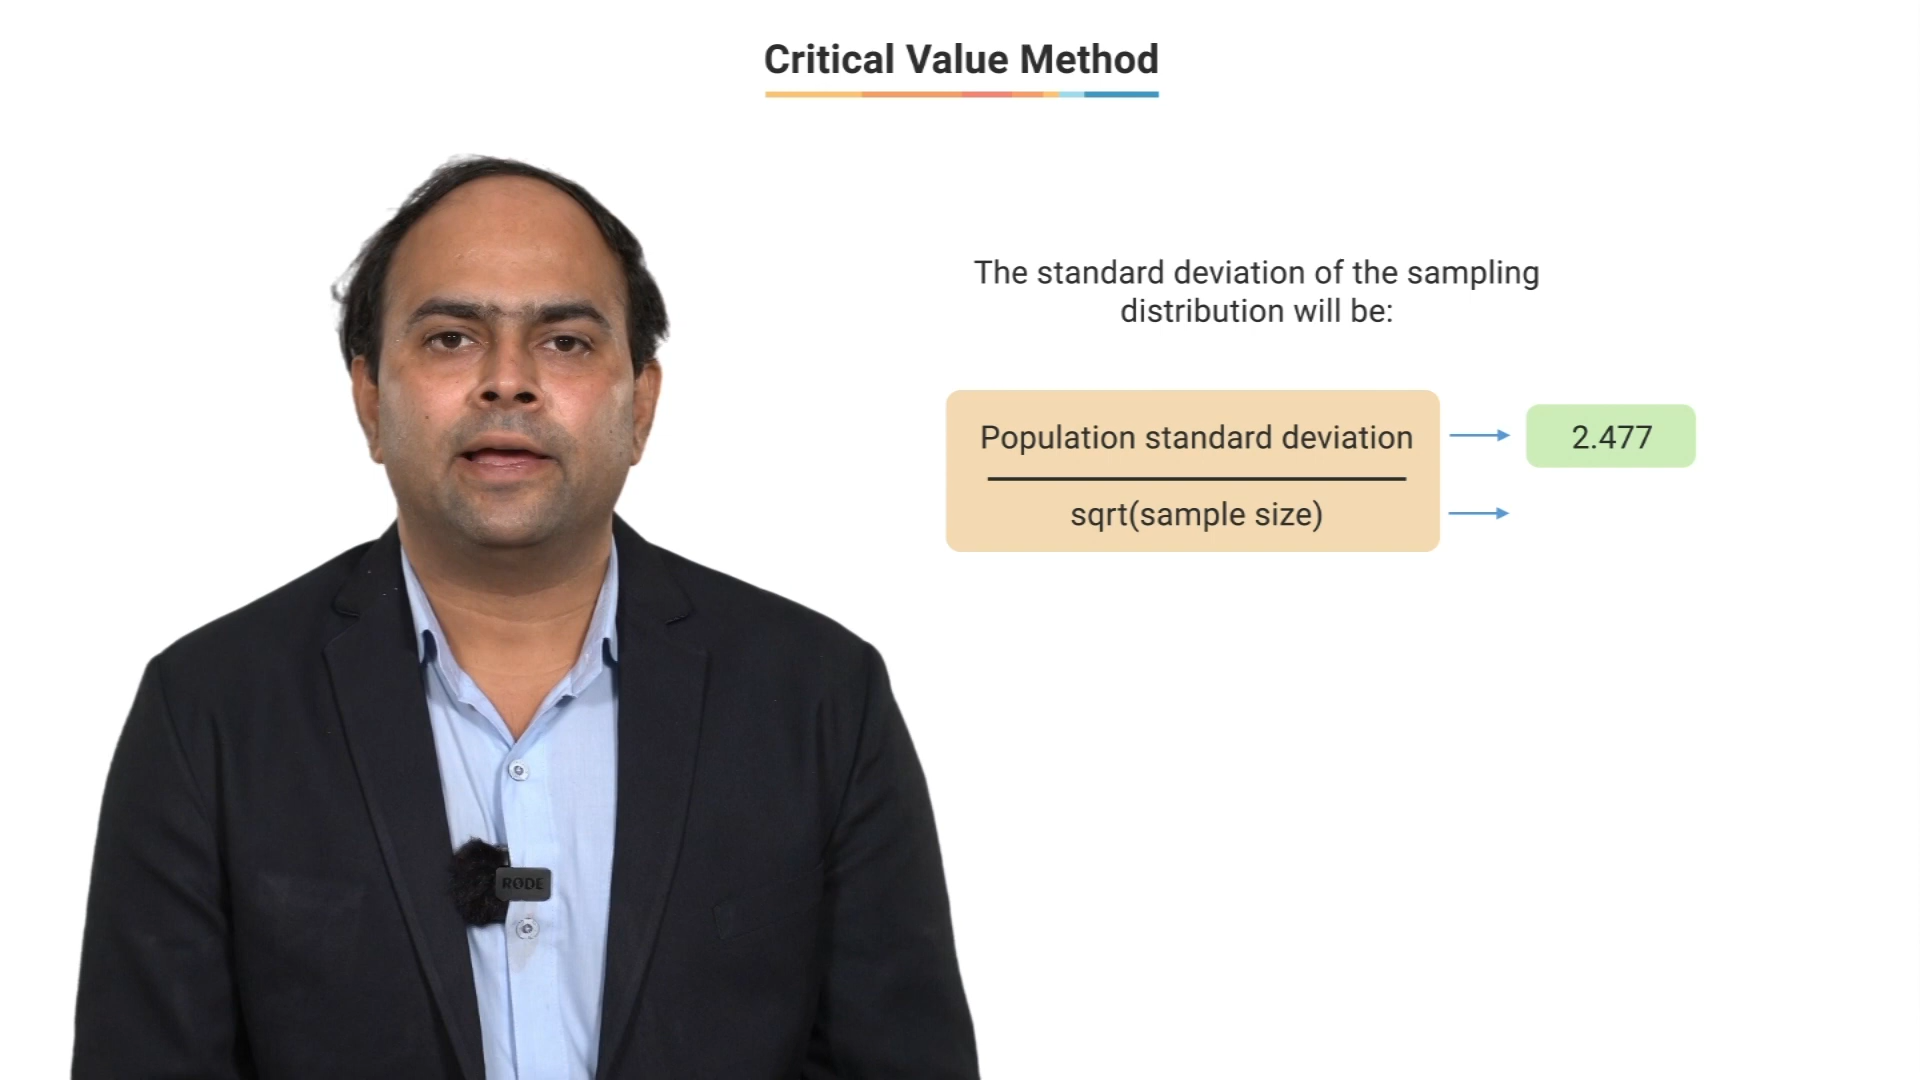 Critical Value Method
The standard deviation of the sampling
distribution will be:
Population standard deviation
2.477
sqrt(sample size)
RØDE